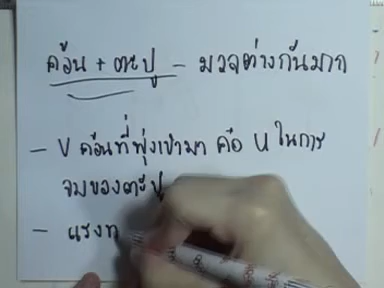 ค้อน + ตะปู - มวลต่างกันมาก
- v ค้อนที่พุ่งเข้ามา คือ u ในการ
จมของตะปู
- แรงท